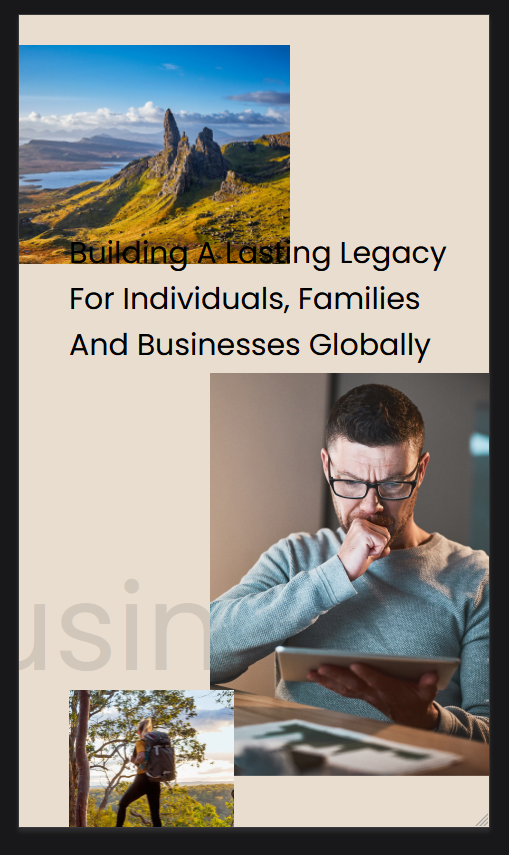 Building A Lasting Legacy
For Individuals, Families
And Businesses Globally
usin